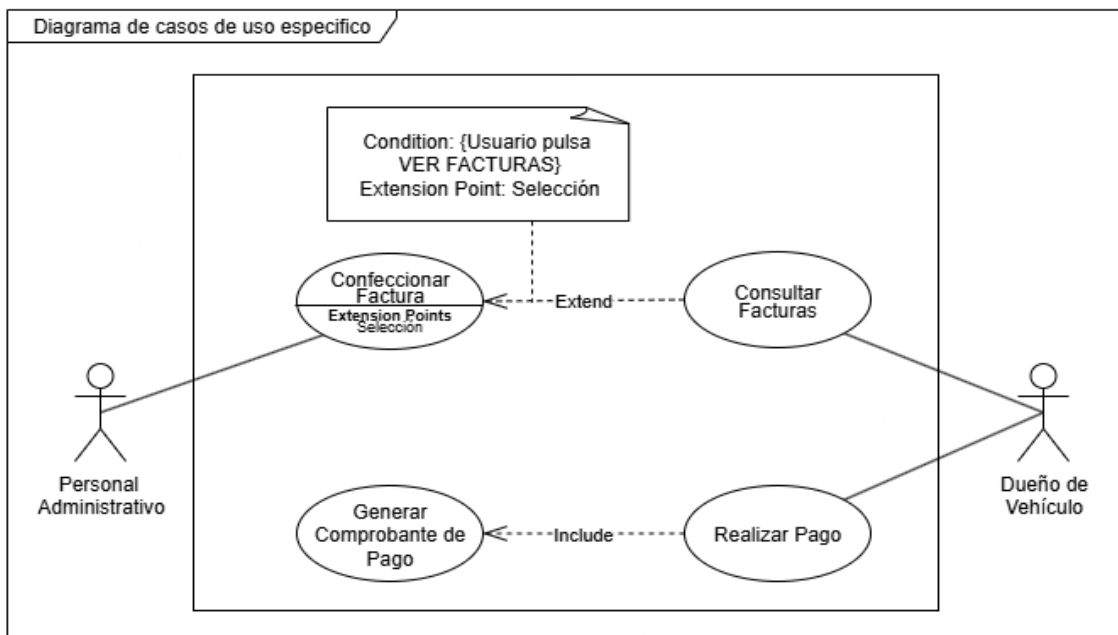 Diagrama de casos de uso especifico
Condition: {Usuario pulsa
VER FACTURAS}
Extension Point: Selección
Confeccionar
Factura
Extension Points
Selección
Extend
Consultar
Facturas
Personal
Administrativo
Dueño de
Vehículo
Generar
Comprobante de
Pago
Include
Realizar Pago